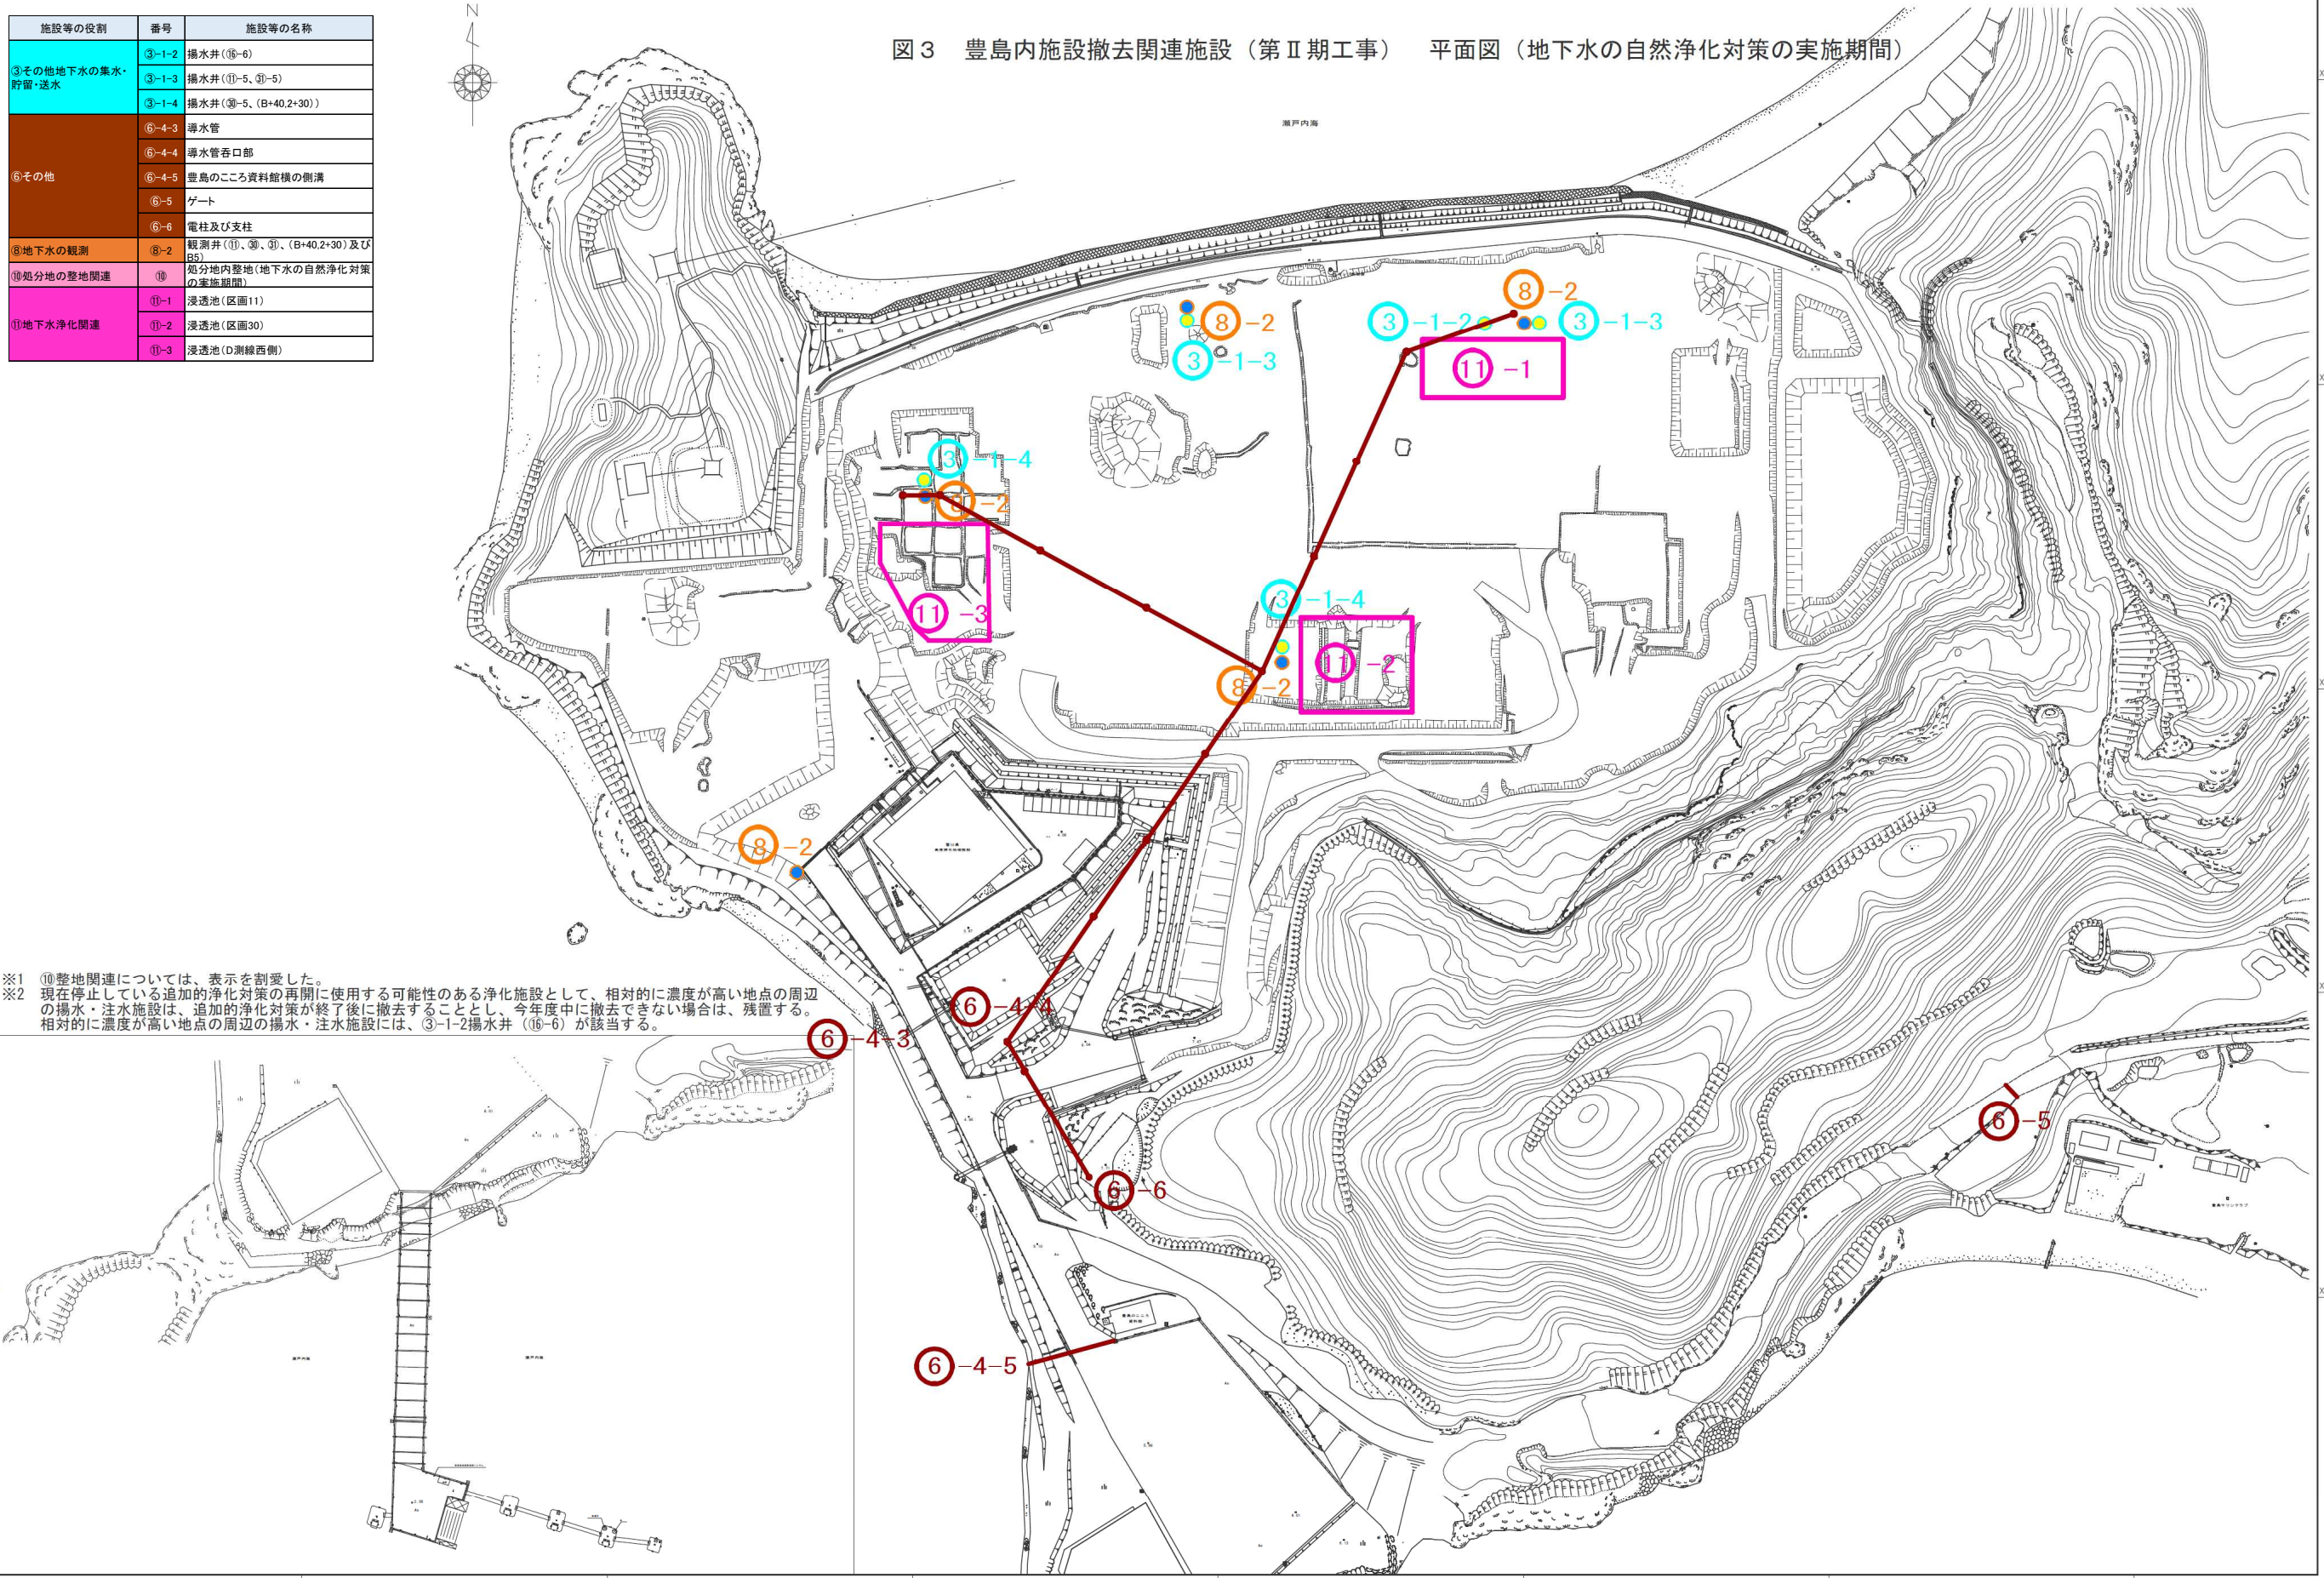 図３　豊島内施設撤去関連施設（第Ⅱ期工事）　平面図（地下水の自然浄化対策の実施期間）
施設等の役割 番号 施設等の名称
③その他地下水の集水・貯留・送水
③-1-2 揚水井(⑯-6)
③-1-3 揚水井(⑪-5、㉛-5)
③-1-4 揚水井(㉚-5、(B+40,2+30))
⑥その他
⑥-4-3 導水管
⑥-4-4 導水管呑口部
⑥-4-5 豊島のこころ資料館横の側溝
⑥-5 ゲート
⑥-6 電柱及び支柱
⑧地下水の観測 ⑧-2 観測井(⑪、㉚、㉛、(B+40,2+30)及びB5)
⑩処分地の整地関連 ⑩ 処分地内整地(地下水の自然浄化対策の実施期間)
⑪地下水浄化関連
⑪-1 浸透池(区画11)
⑪-2 浸透池(区画30)
⑪-3 浸透池(D測線西側)
N
瀬戸内海
⑧-2
③-1-3
③-1-2
⑧-2
③-1-3
⑪-1
③-1-4
⑧-2
⑪-3
③-1-4
⑪-2
⑧-2
⑧-2
※1　⑩整地関連については、表示を割愛した。
※2　現在停止している追加的浄化対策の再開に使用する可能性のある浄化施設として、相対的に濃度が高い地点の周辺
の揚水・注水施設は、追加的浄化対策が終了後に撤去することとし、今年度中に撤去できない場合は、残置する。
相対的に濃度が高い地点の周辺の揚水・注水施設には、③-1-2揚水井（⑯-6）が該当する。
⑥-4-4
⑥-4-3
⑥-5
⑥-6
⑥-4-5
豊島のこころ
資料館
瀬戸内海
瀬戸内海